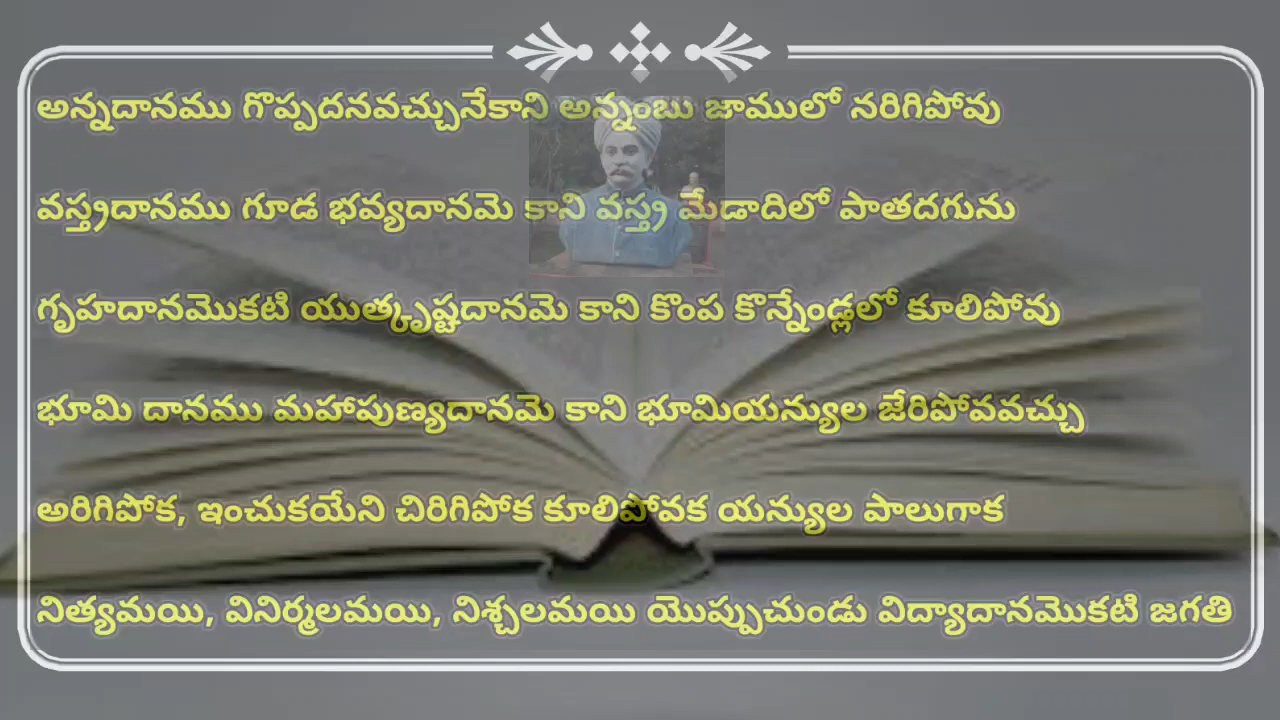 అన్నదానము గొప్పదనవచ్చునేకాని అన్నంబు జాములో నరిగిపోవు
వస్త్రదానము గూడ భవ్యదానమె కాని వస్త్ర మేడాదిలో పాతదగును
గృహదానమొకటి యుత్కృష్టదానమె కాని కొంప కొన్నేండ్లలో కూలిపోవు
భూమి దానము మహాపుణ్యదానమె కాని భూమియన్యుల జేరిపోవవచ్చు
అరిగిపోక, ఇంచుకయేని చిరిగిపోక కూలిపోవక యన్యుల పాలుగాక
నిత్యమయి, వినిర్మలమయి, నిశ్చలమయి యొప్పుచుండు విద్యాదానమొకటి జగతి